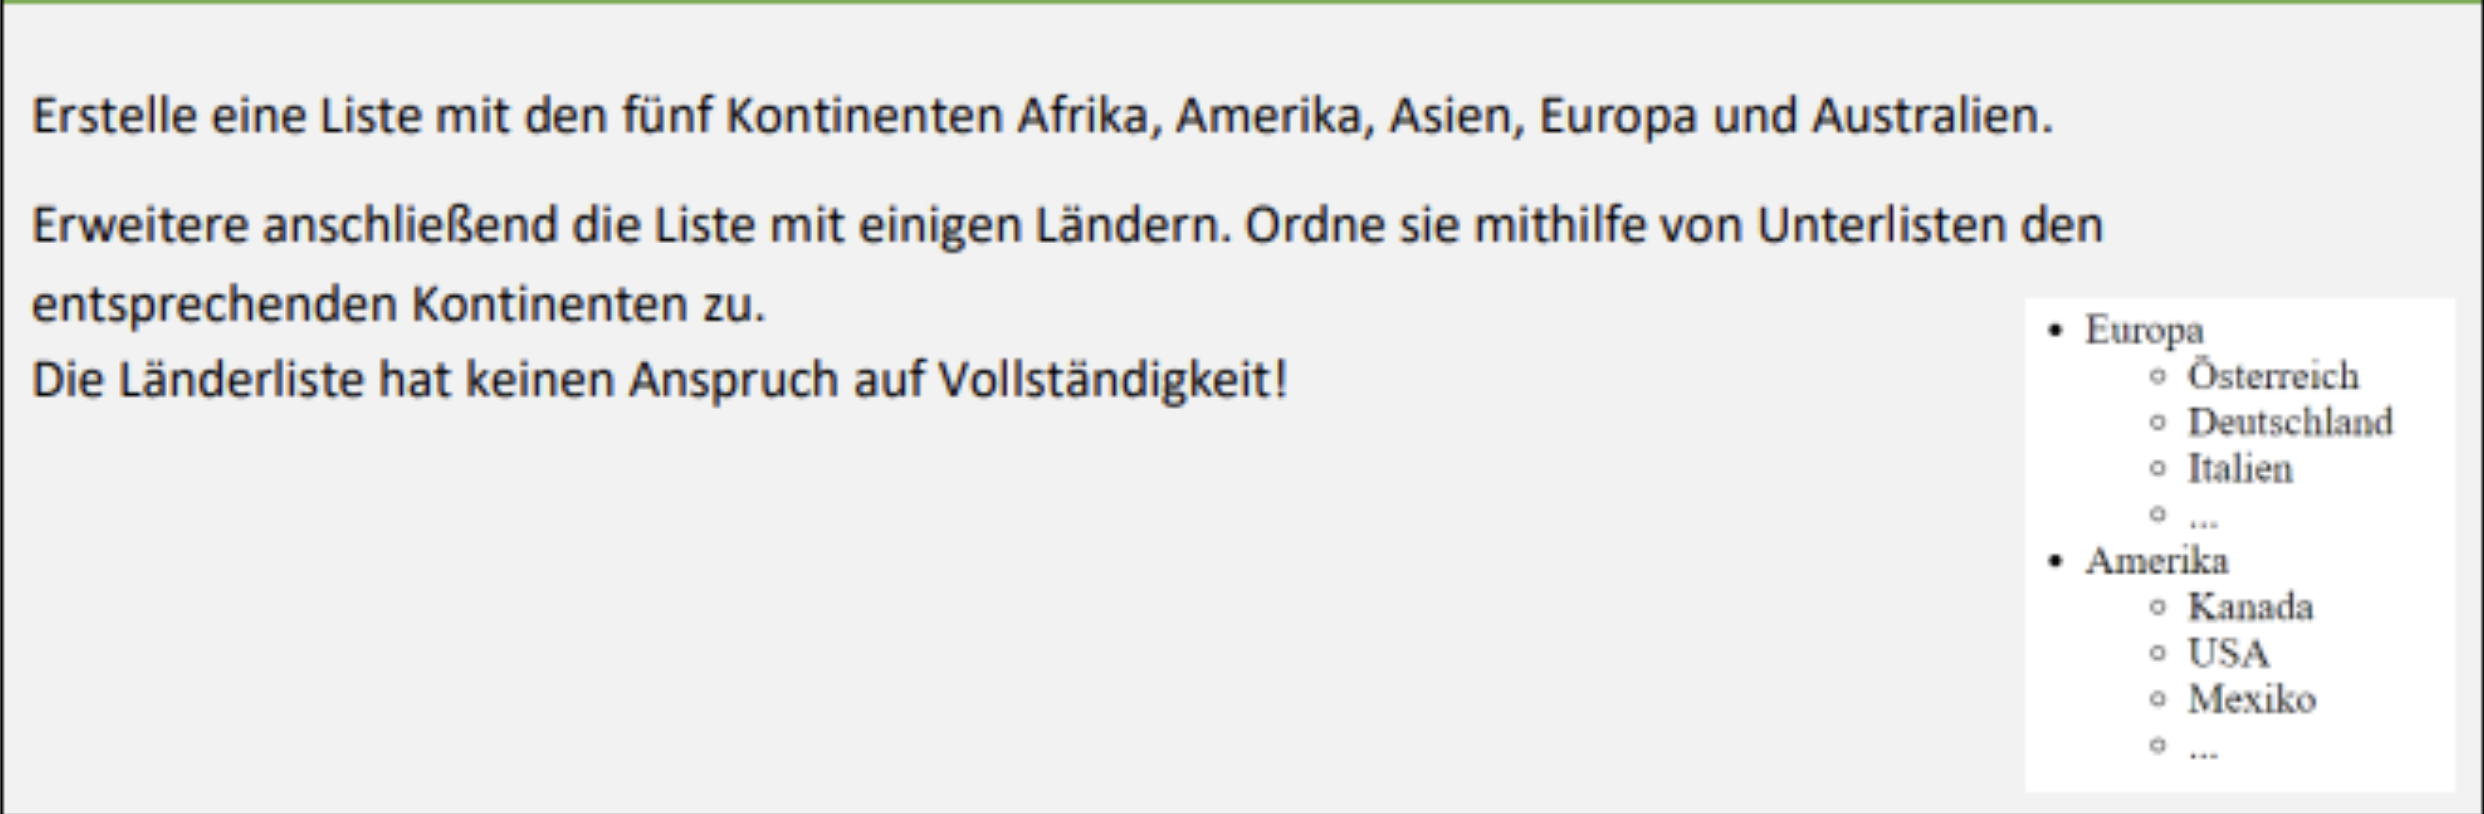 Erstelle eine Liste mit den fünf Kontinenten Afrika, Amerika, Asien, Europa und Australien.
Erweitere anschließend die Liste mit einigen Ländern. Ordne sie mithilfe von Unterlisten den
entsprechenden Kontinenten zu.
Die Länderliste hat keinen Anspruch auf Vollständigkeit!
• Europa
◦ Österreich
◦ Deutschland
◦ Italien
◦ ...
• Amerika
◦ Kanada
◦ USA
◦ Mexiko
◦ ...